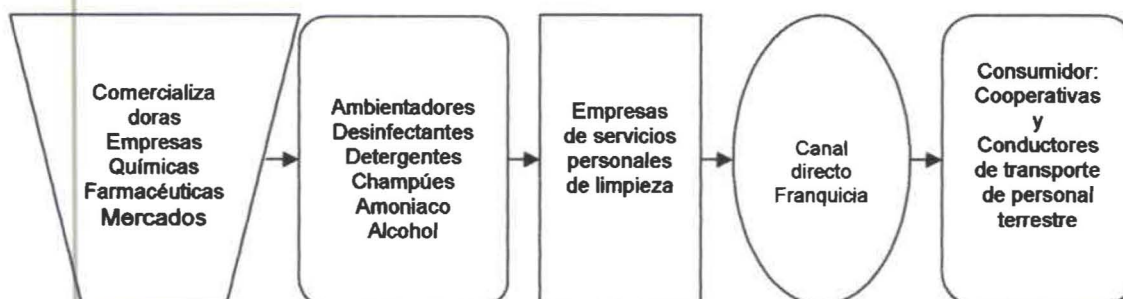 Comercializa
doras
Empresas
Químicas
Farmacéuticas
Mercados
Ambientadores
Desinfectantes
Detergentes
Champúes
Amoniaco
Alcohol
Empresas
de servicios
personales
de limpieza
Canal
directo
Franquicia
Consumidor:
Cooperativas
y
Conductores
de transporte
de personal
terrestre